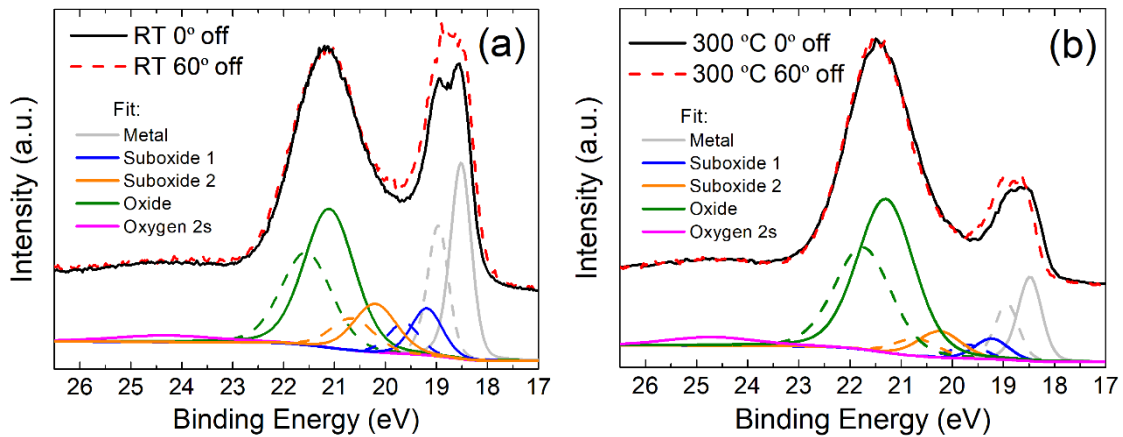 RT 0º off
RT 60º off
(a)
Fit:
Metal
Suboxide 1
Suboxide 2
Oxide
Oxygen 2s
Intensity (a.u.)
26 25 24 23 22 21 20 19 18 17
Binding Energy (eV)
300 ºC 0º off
300 ºC 60º off
(b)
Fit:
Metal
Suboxide 1
Suboxide 2
Oxide
Oxygen 2s
Intensity (a.u.)
26 25 24 23 22 21 20 19 18 17
Binding Energy (eV)